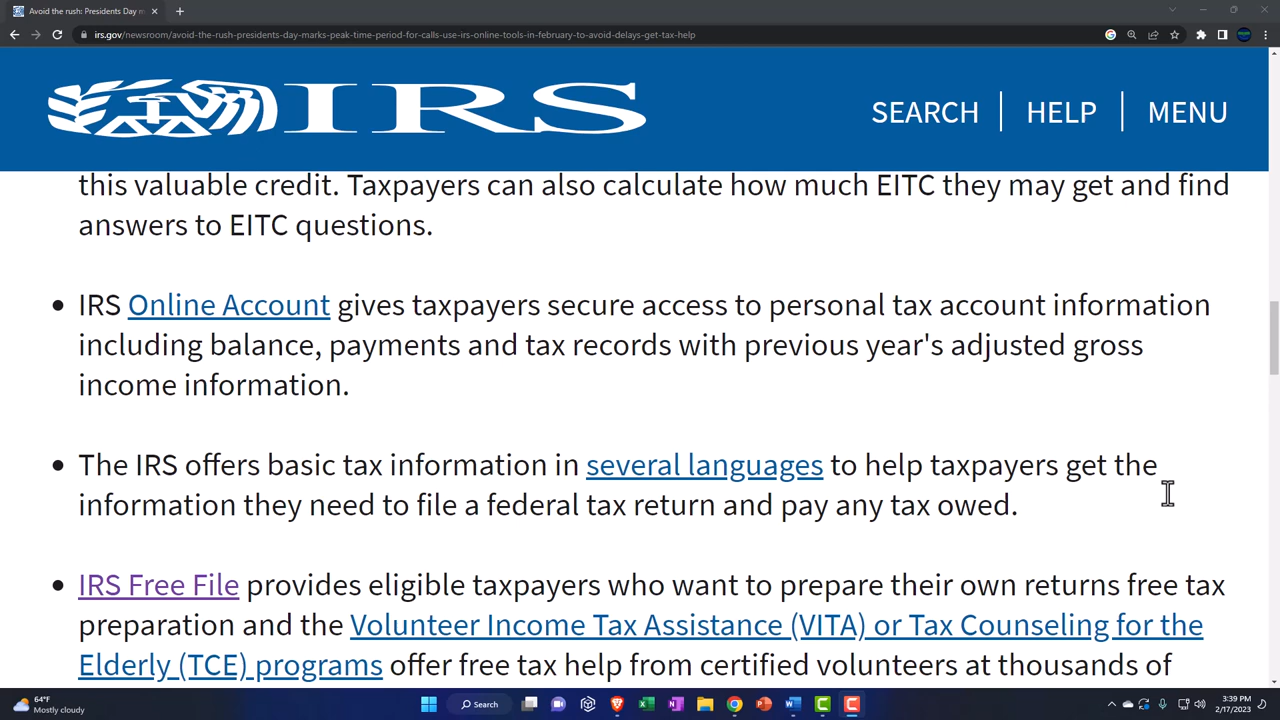 Avoid the rush: Presidents Day m
irs.gov/newsroom/avoid-the-rush-presidents-day-marks-peak-time-period-for-calls-use-irs-online-tools-in-february-to-avoid-delays-get-tax-help
IRS
SEARCH
HELP
MENU
this valuable credit. Taxpayers can also calculate how much EITC they may get and find
answers to EITC questions.
• IRS Online Account gives taxpayers secure access to personal tax account information
including balance, payments and tax records with previous year's adjusted gross
income information.
• The IRS offers basic tax information in several languages to help taxpayers get the
information they need to file a federal tax return and pay any tax owed.
• IRS Free File provides eligible taxpayers who want to prepare their own returns free tax
preparation and the Volunteer Income Tax Assistance (VITA) or Tax Counseling for the
Elderly (TCE) programs offer free tax help from certified volunteers at thousands of
64°F
Mostly cloudy
Search
3:39 PM
2/17/2023